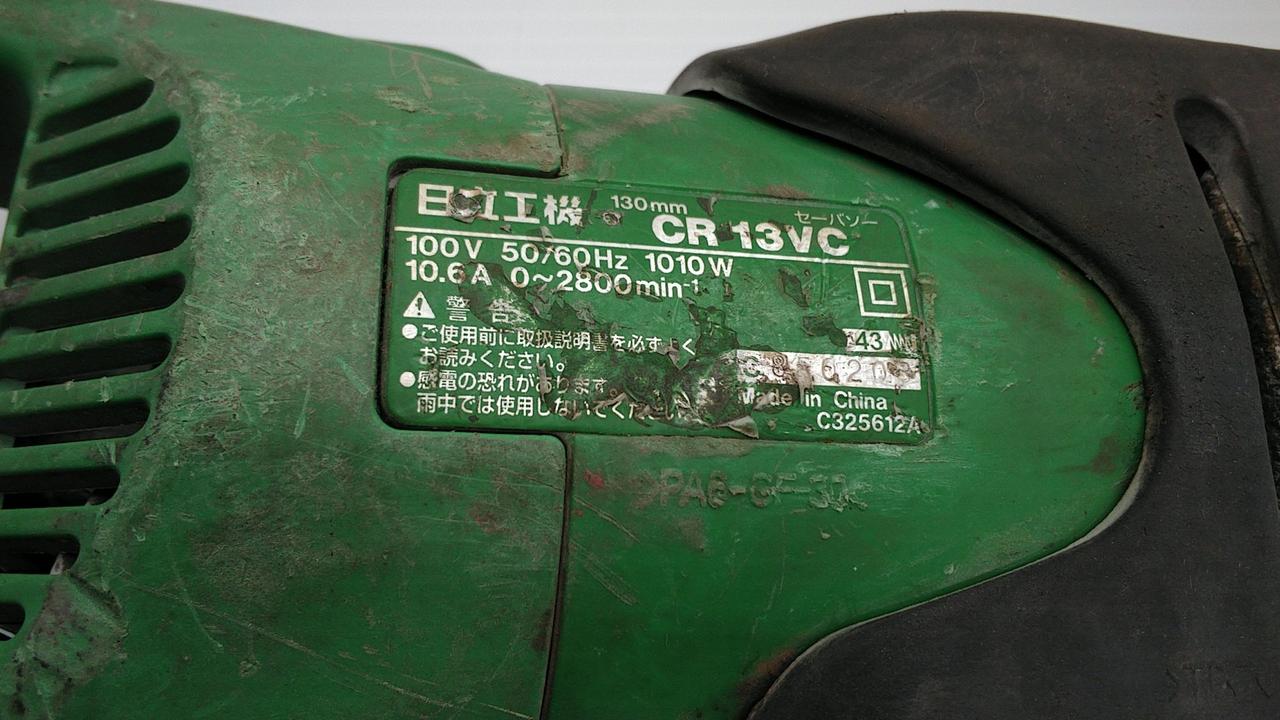 日立工機 130mm セーバソー
CR 13VC
100V 50/60Hz 1010W
10.6A 0~2800min-1
警告
●ご使用前に取扱説明書を必ずよく
お読みください。
●感電の恐れがあります。
雨中では使用しないでください
43
Made in China
C325612A
>PA6-GF30<